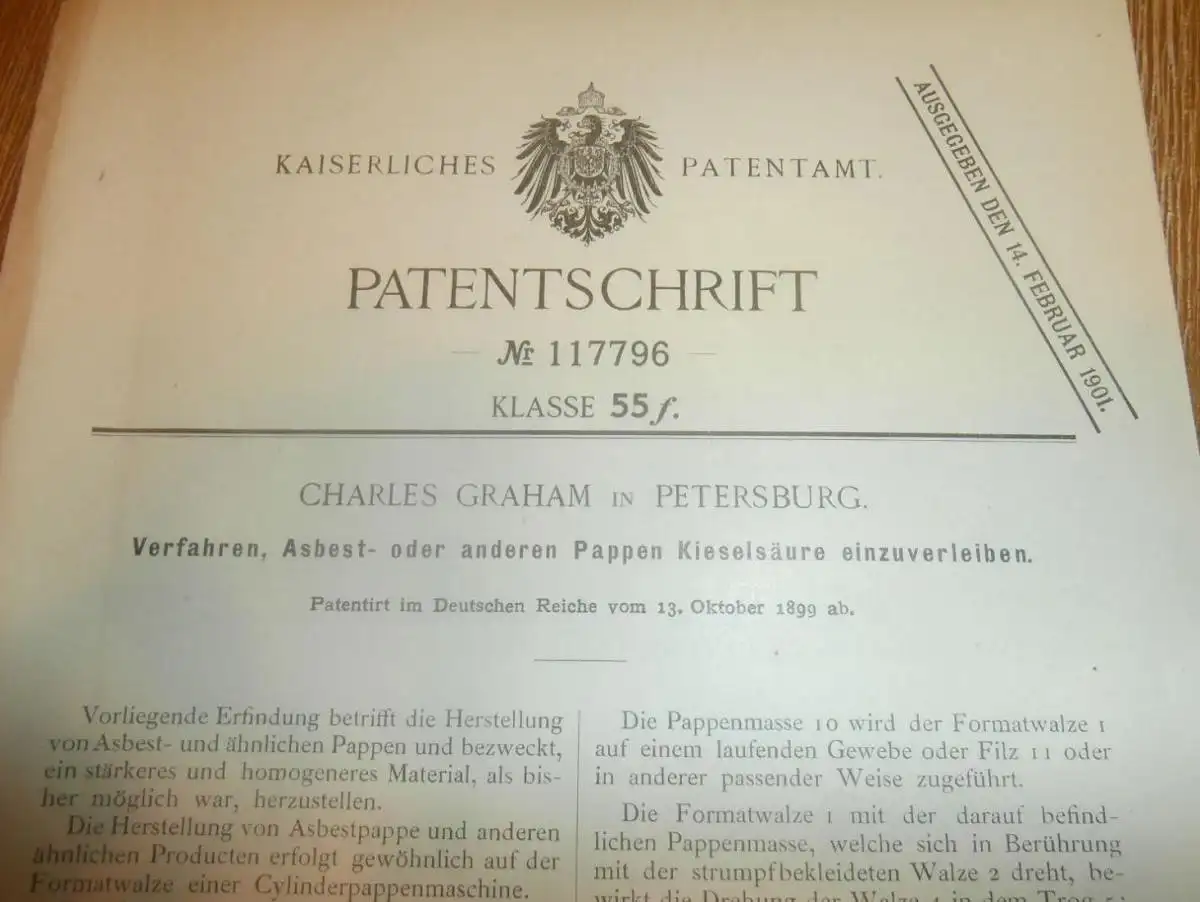 KAISERLICHES PATENTAMT.
AUSGEGEBEN DEN 14. FEBRUAR 1901.
PATENTSCHRIFT
— № 117796 —
KLASSE 55f.
CHARLES GRAHAM IN PETERSBURG.
Verfahren, Asbest- oder anderen Pappen Kieselsäure einzuverleiben.
Patentirt im Deutschen Reiche vom 13. Oktober 1899 ab.
Vorliegende Erfindung betrifft die Herstellung
von Asbest- und ähnlichen Pappen und bezweckt,
ein stärkeres und homogeneres Material, als bis-
her möglich war, herzustellen.
Die Herstellung von Asbestpappe und anderen
ähnlichen Producten erfolgt gewöhnlich auf der
Formatwalze einer Cylinderpappenmaschine.
Die Pappenmasse 10 wird der Formatwalze 1
auf einem laufenden Gewebe oder Filz 11 oder
in anderer passender Weise zugeführt.
Die Formatwalze 1 mit der darauf befind-
lichen Pappenmasse, welche sich in Berührung
mit der strumpfbekleideten Walze 2 dreht, be-
wirkt die Drehung der Walze 4 in dem Trog 5;